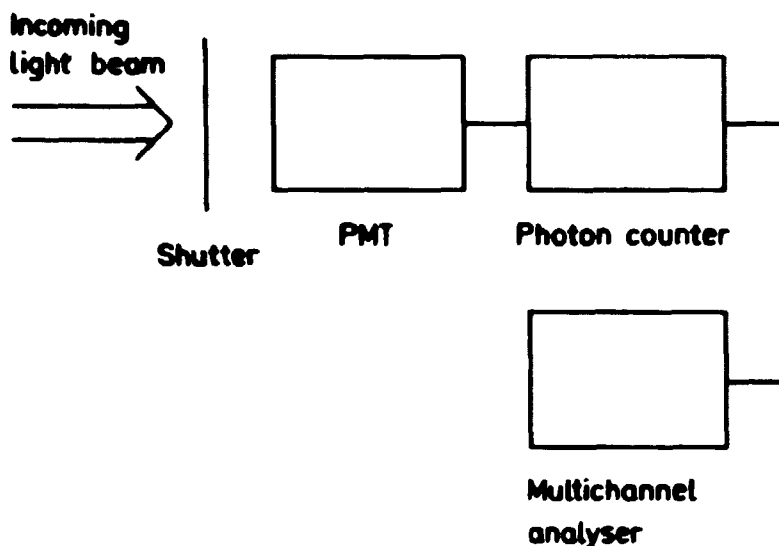 Incoming
light beam
Shutter
PMT
Photon counter
Multichannel
analyser